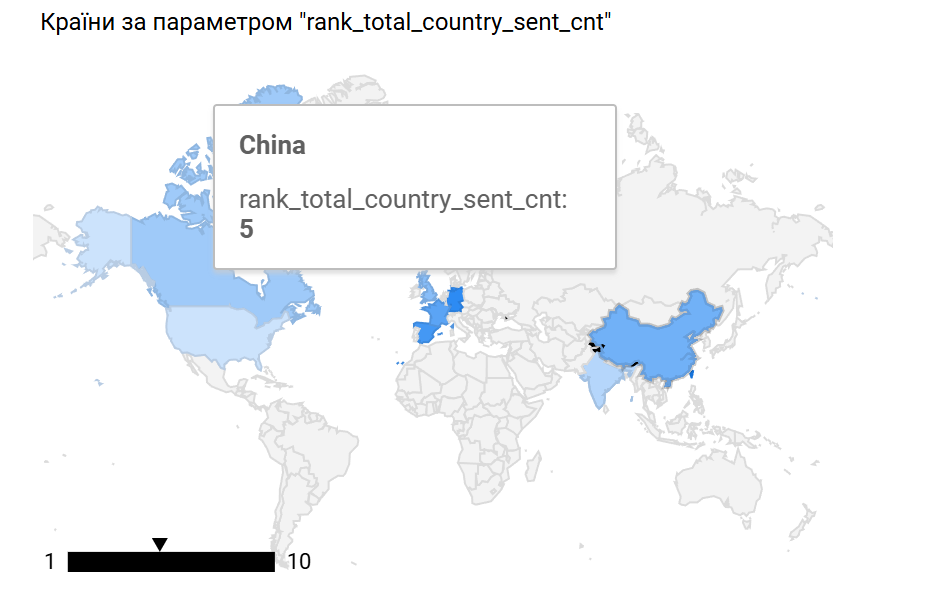 Країни за параметром "rank_total_country_sent_cnt"
China
rank_total_country_sent_cnt:
5
1 10